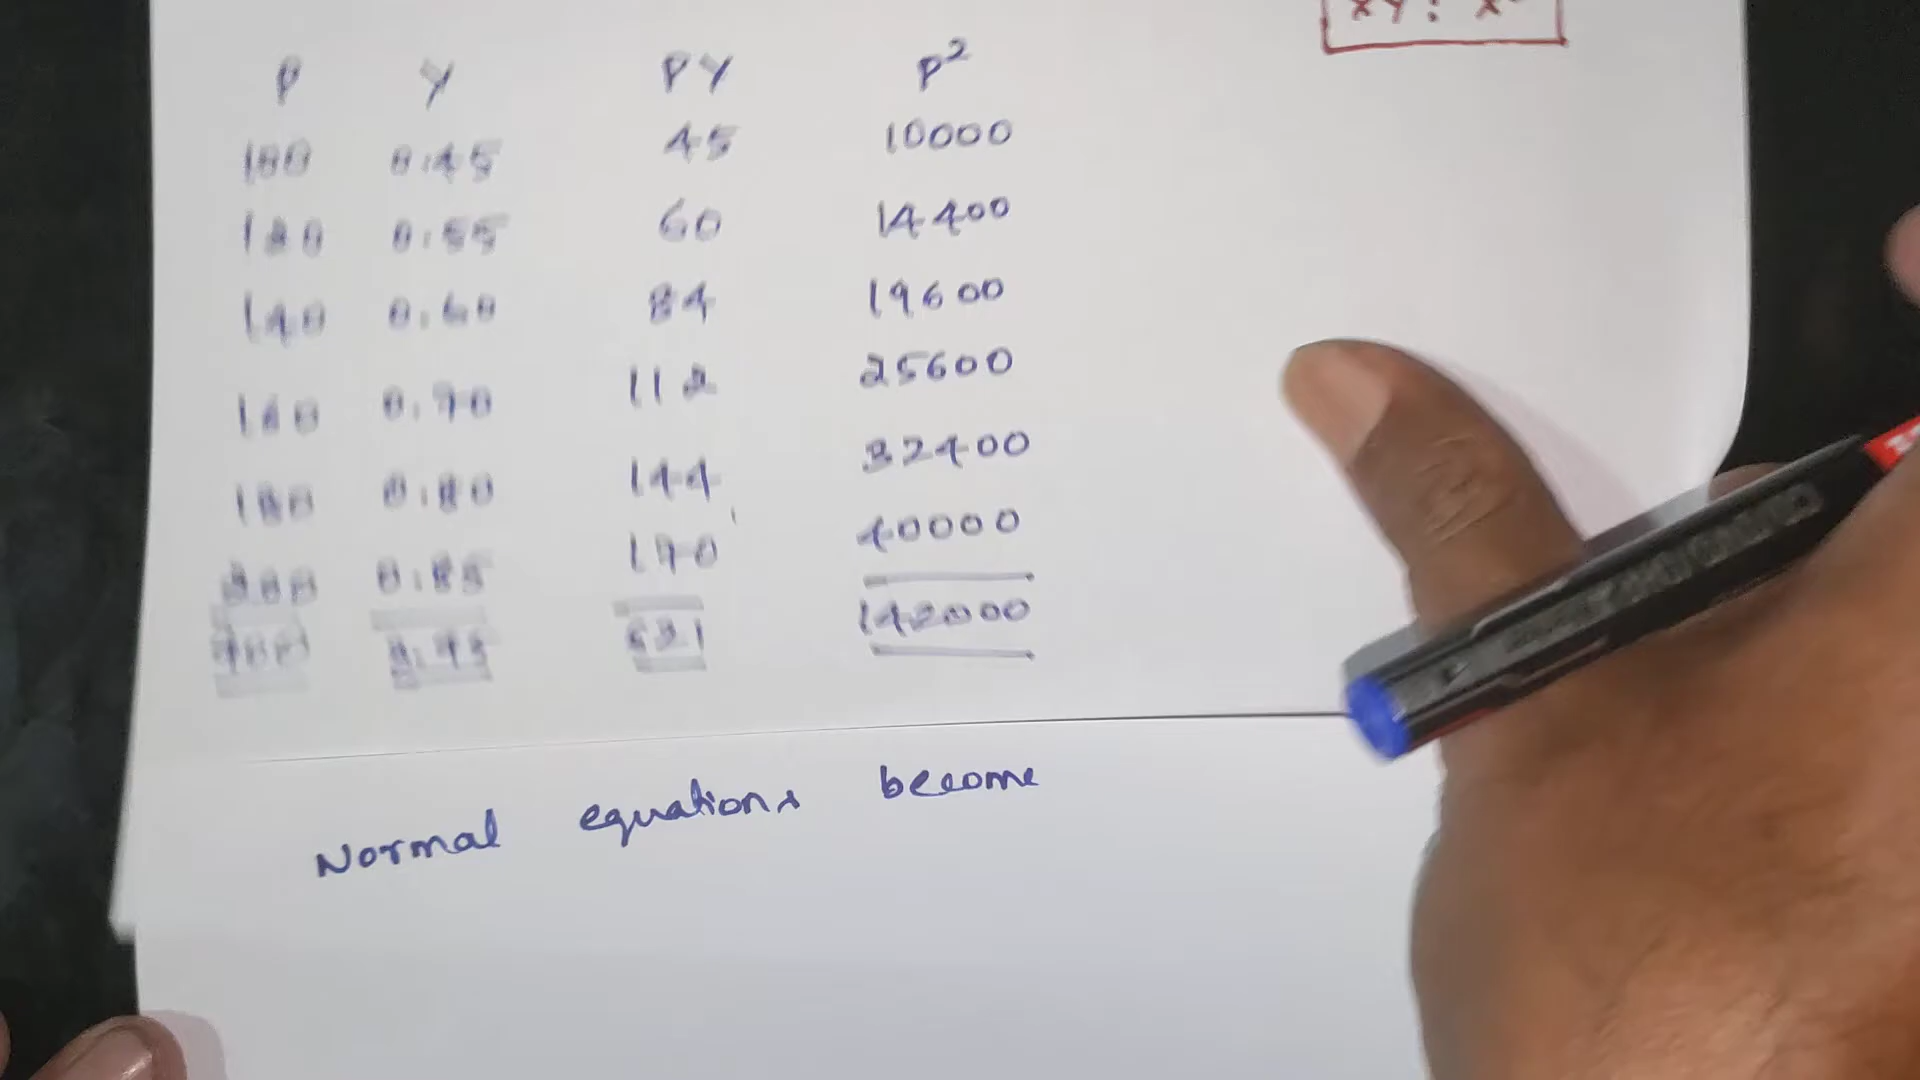 XY: X
P Y PY P²
100 0.45 45 10000
120 0.55 60 14400
140 0.60 84 19600
160 0.70 112 25600
180 0.80 144 32400
200 0.85 170 40000
900 3.95 621 142000
Normal equations become